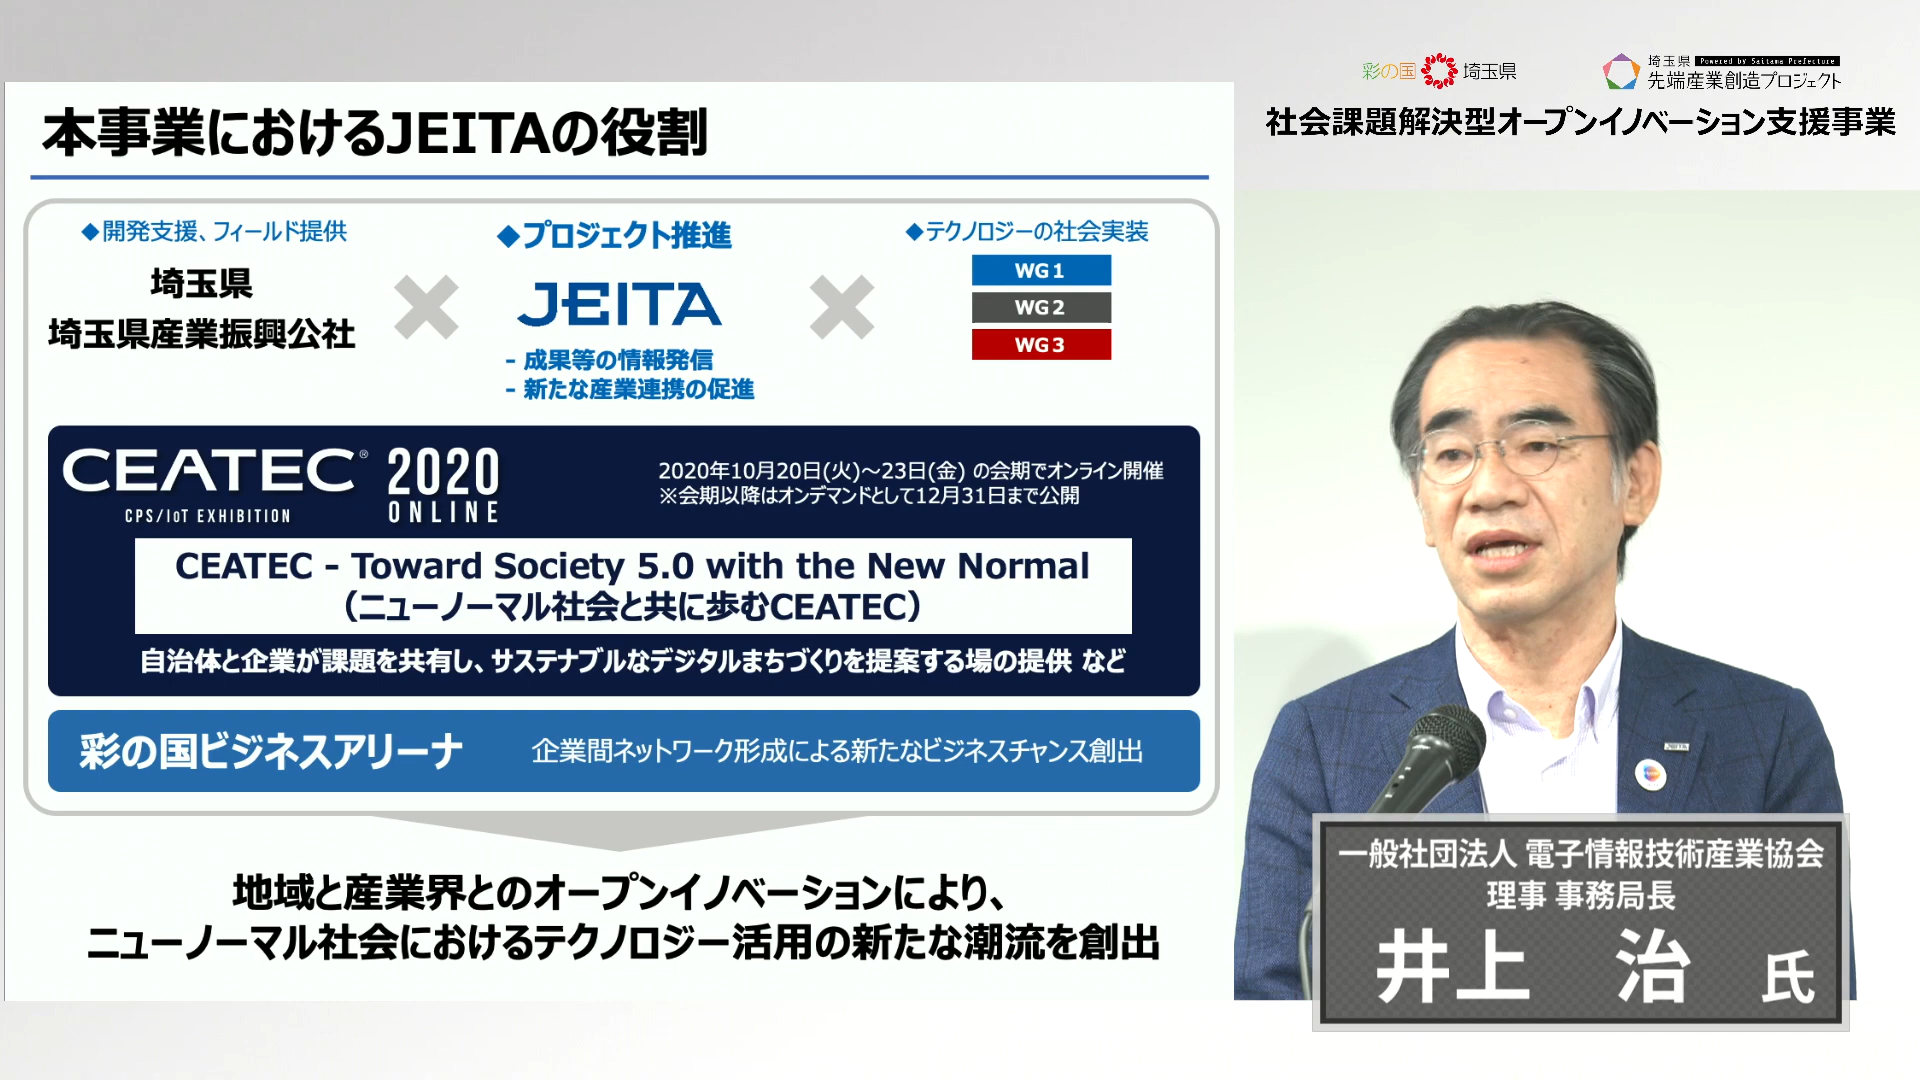 本事業におけるJEITAの役割
◆開発支援、フィールド提供
埼玉県
埼玉県産業振興公社
◆プロジェクト推進
JEITA
- 成果等の情報発信
- 新たな産業連携の促進
◆テクノロジーの社会実装
WG1
WG2
WG3
CEATEC® 2020
CPS/IoT EXHIBITION ONLINE
2020年10月20日(火)～23日(金) の会期でオンライン開催
※会期以降はオンデマンドとして12月31日まで公開
CEATEC - Toward Society 5.0 with the New Normal
（ニューノーマル社会と共に歩むCEATEC）
自治体と企業が課題を共有し、サステナブルなデジタルまちづくりを提案する場の提供 など
彩の国ビジネスアリーナ 企業間ネットワーク形成による新たなビジネスチャンス創出
地域と産業界とのオープンイノベーションにより、
ニューノーマル社会におけるテクノロジー活用の新たな潮流を創出
彩の国 埼玉県
埼玉県 Powered by Saitama Prefecture
先端産業創造プロジェクト
社会課題解決型オープンイノベーション支援事業
JEITA
一般社団法人 電子情報技術産業協会
理事 事務局長
井上 治 氏